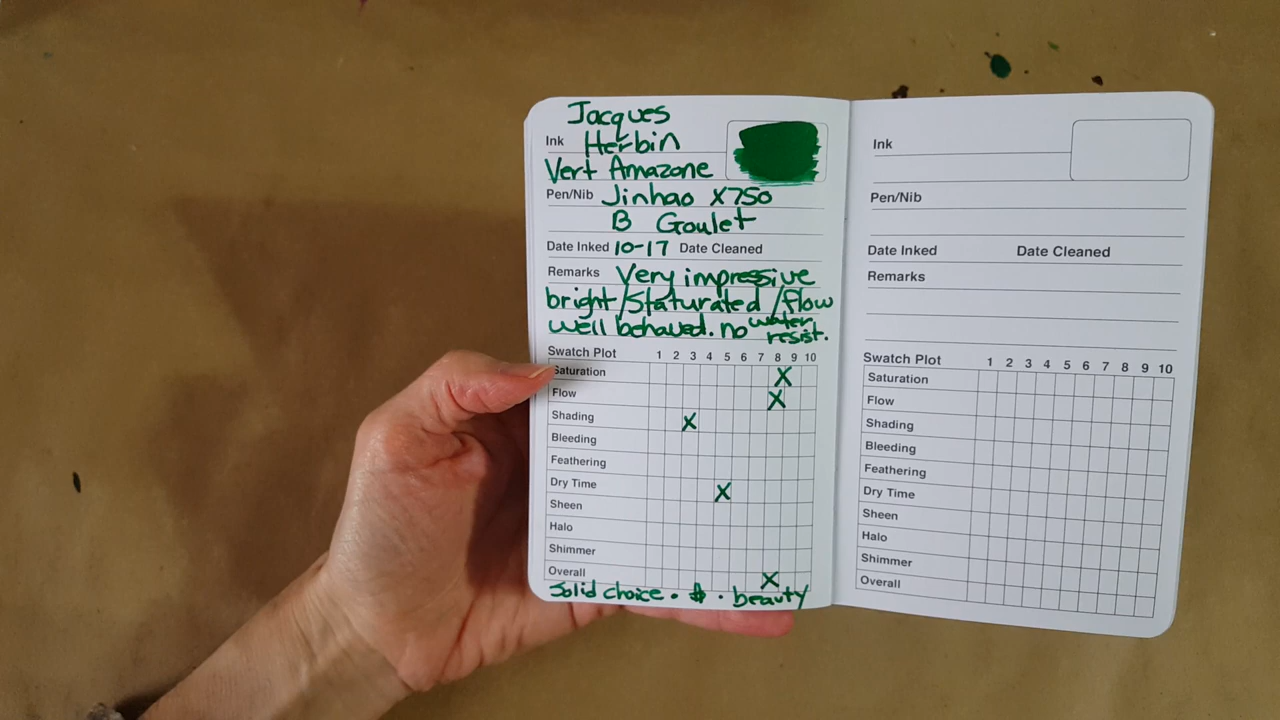 Jacques
Ink Herbin
Vert Amazone
Pen/Nib Jinhao X750
B Goulet
Date Inked 10-17 Date Cleaned
Remarks Very impressive
bright/Staturated/flow
well behaved. no water resist.
Swatch Plot 1 2 3 4 5 6 7 8 9 10
Saturation X
Flow X
Shading X
Bleeding
Feathering
Dry Time X
Sheen
Halo
Shimmer
Overall X
Solid choice. $. beauty
Ink
Pen/Nib
Date Inked Date Cleaned
Remarks
Swatch Plot 1 2 3 4 5 6 7 8 9 10
Saturation
Flow
Shading
Bleeding
Feathering
Dry Time
Sheen
Halo
Shimmer
Overall